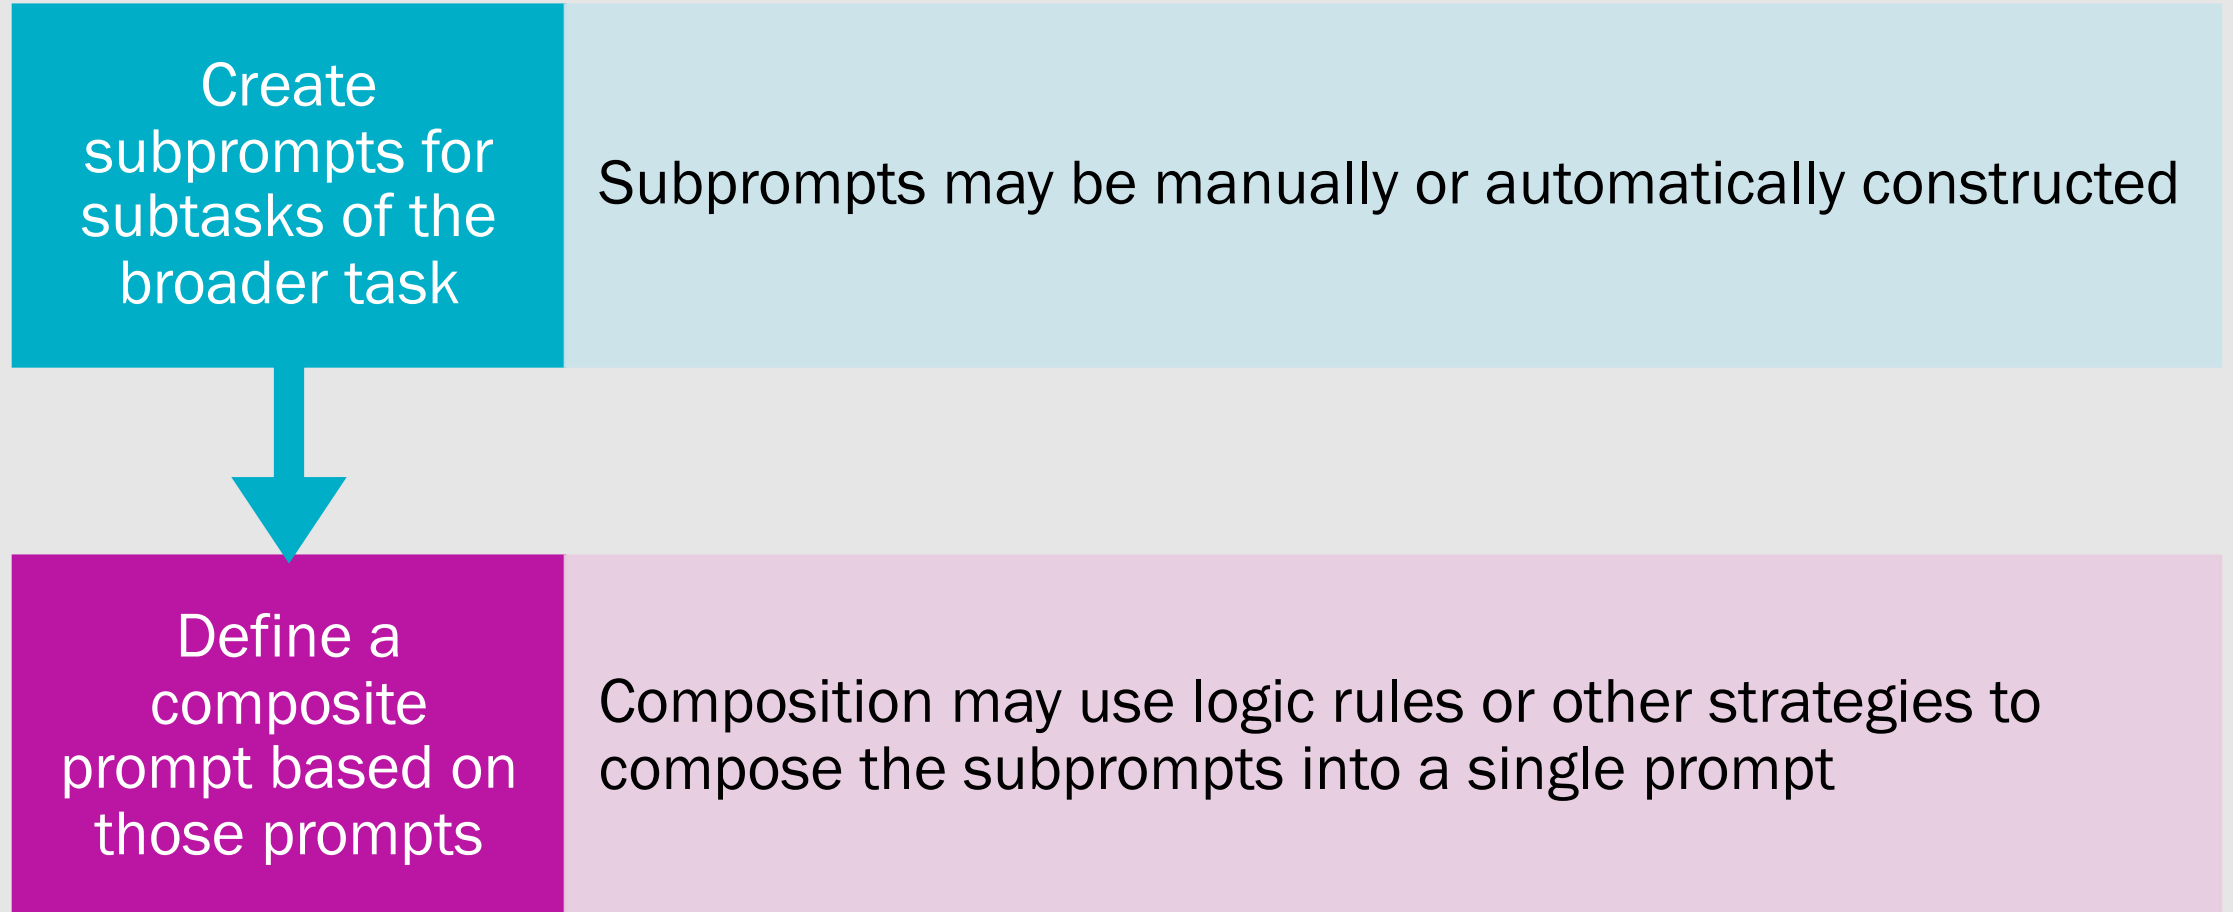 Create
subprompts for
subtasks of the
broader task
Subprompts may be manually or automatically constructed
Define a
composite
prompt based on
those prompts
Composition may use logic rules or other strategies to
compose the subprompts into a single prompt